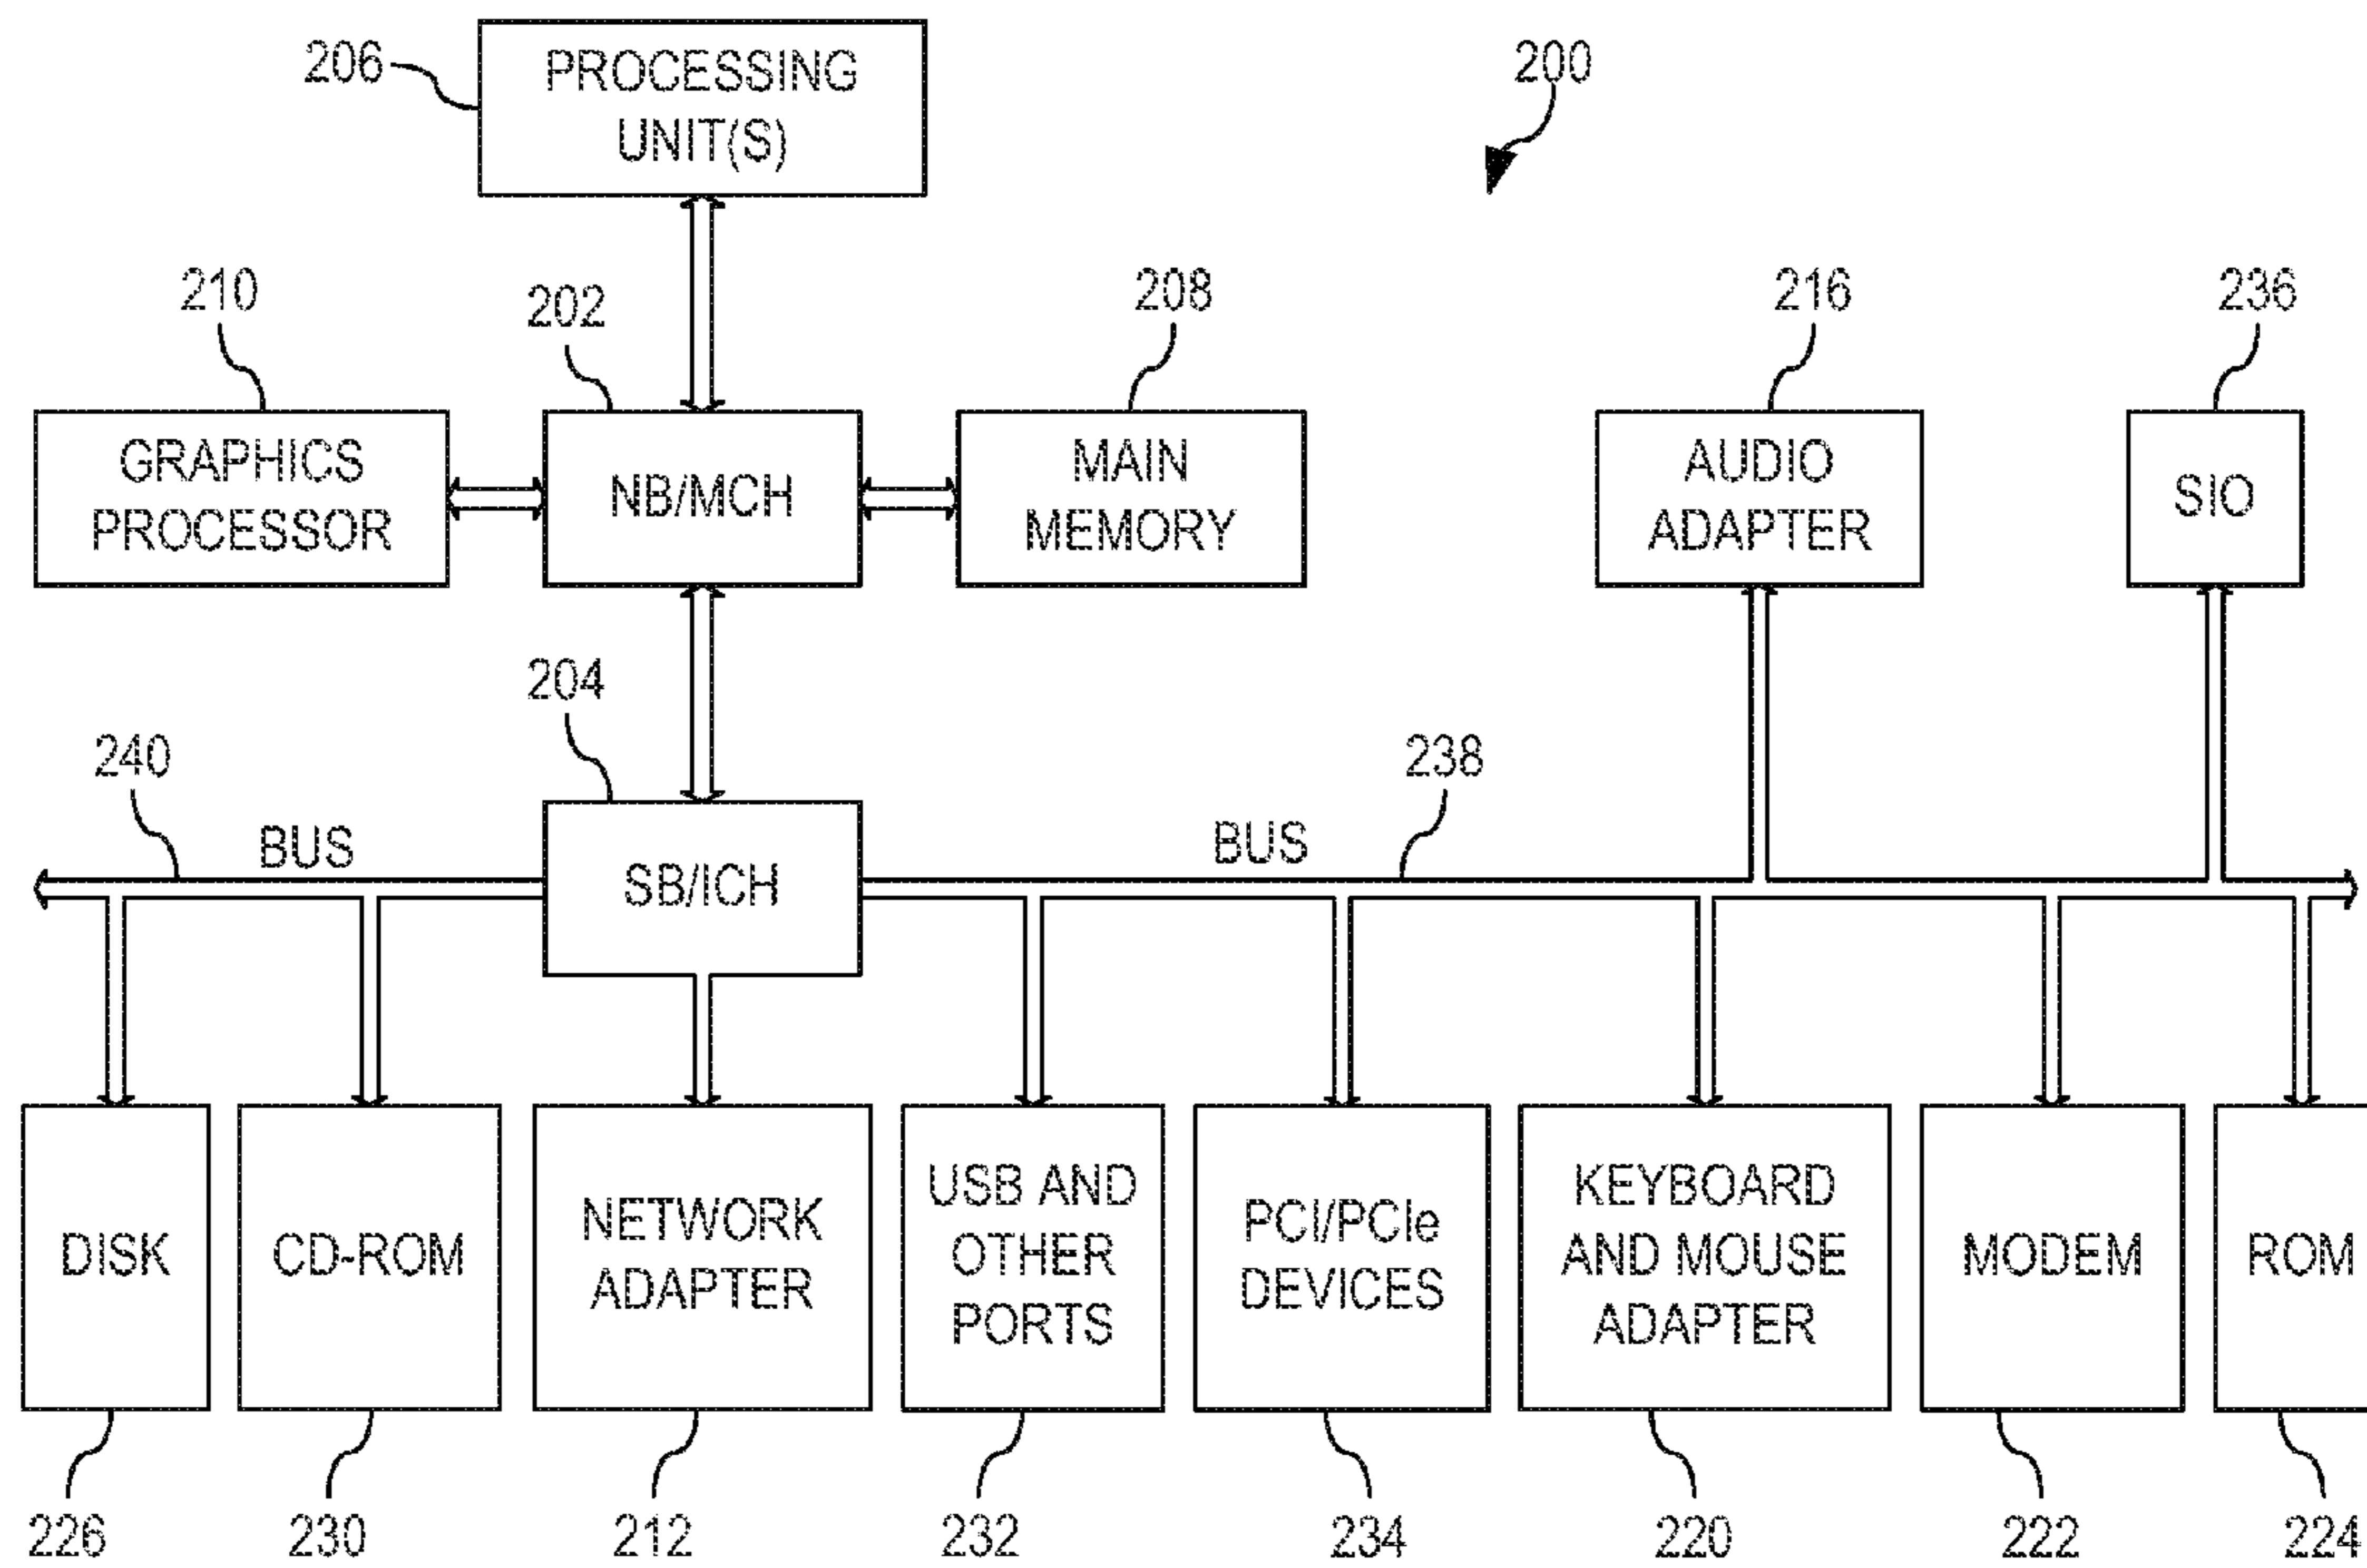 PROCESSING
UNIT(S)
206
200
210
202
208
216
236
GRAPHICS
PROCESSOR
NB/MCH
MAIN
MEMORY
AUDIO
ADAPTER
SIO
204
240
238
BUS
BUS
SB/ICH
DISK
CD-ROM
NETWORK
ADAPTER
USB AND
OTHER
PORTS
PCI/PCIe
DEVICES
KEYBOARD
AND MOUSE
ADAPTER
MODEM
ROM
226
230
212
232
234
220
222
224